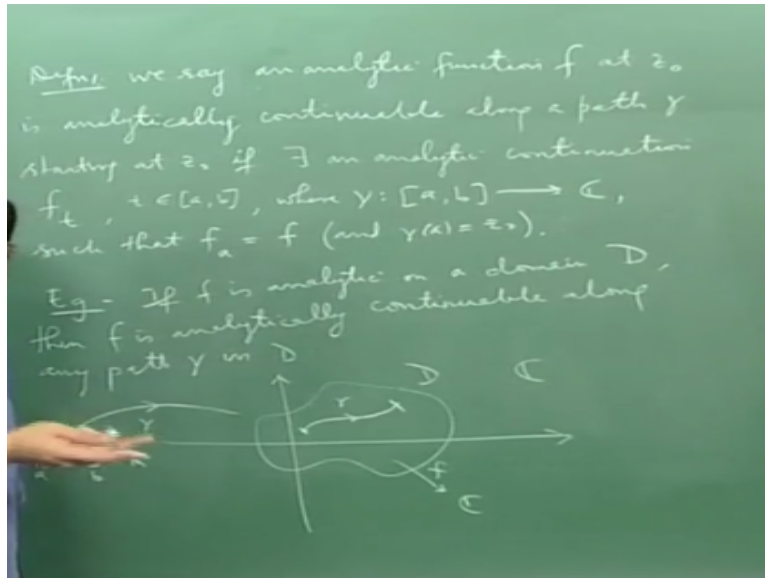 Defn: we say an analytic function f at z₀
is analytically continuable along a path γ
starting at z₀ if ∃ an analytic continuation
f_t, t ∈ [a, b], where γ: [a, b] → ℂ,
such that f_a = f (and γ(a) = z₀).
Eg - If f is analytic on a domain D,
then f is analytically continuable along
any path γ in D
D ℂ
γ γ
a b
f
ℂ